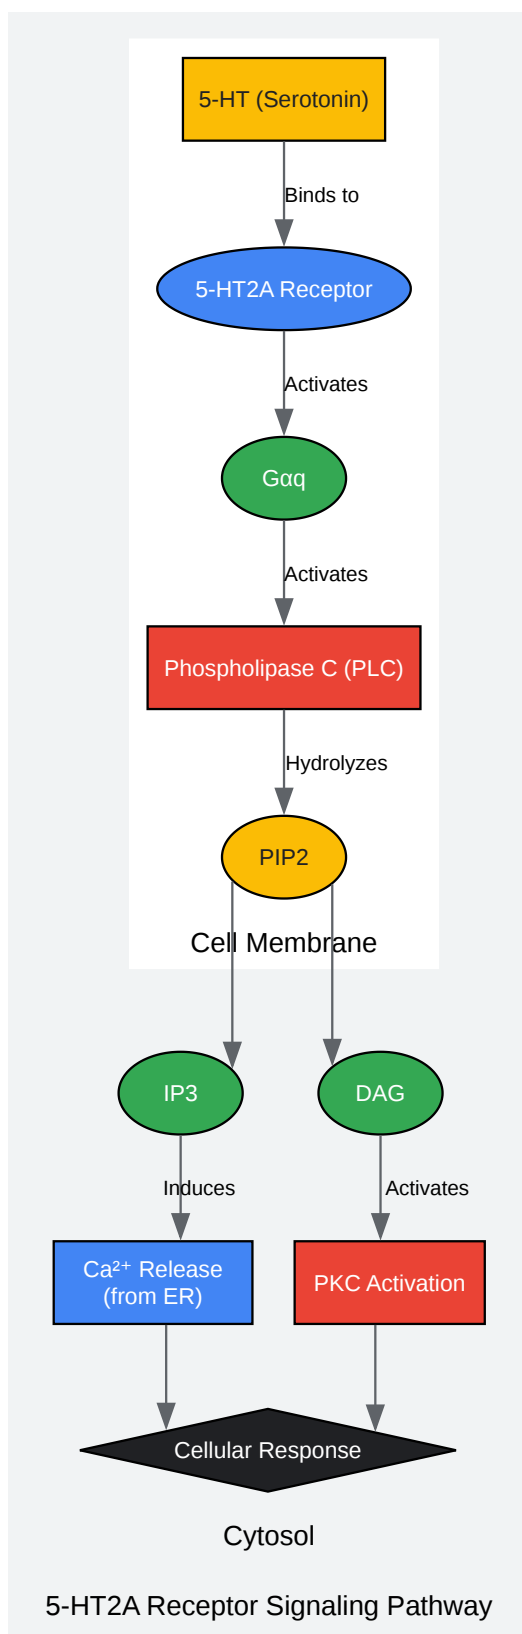 5-HT (Serotonin)
Binds to
5-HT2A Receptor
Activates
Gαq
Activates
Phospholipase C (PLC)
Hydrolyzes
PIP2
Cell Membrane
IP3
DAG
Induces
Activates
Ca²⁺ Release
(from ER)
PKC Activation
Cellular Response
Cytosol
5-HT2A Receptor Signaling Pathway